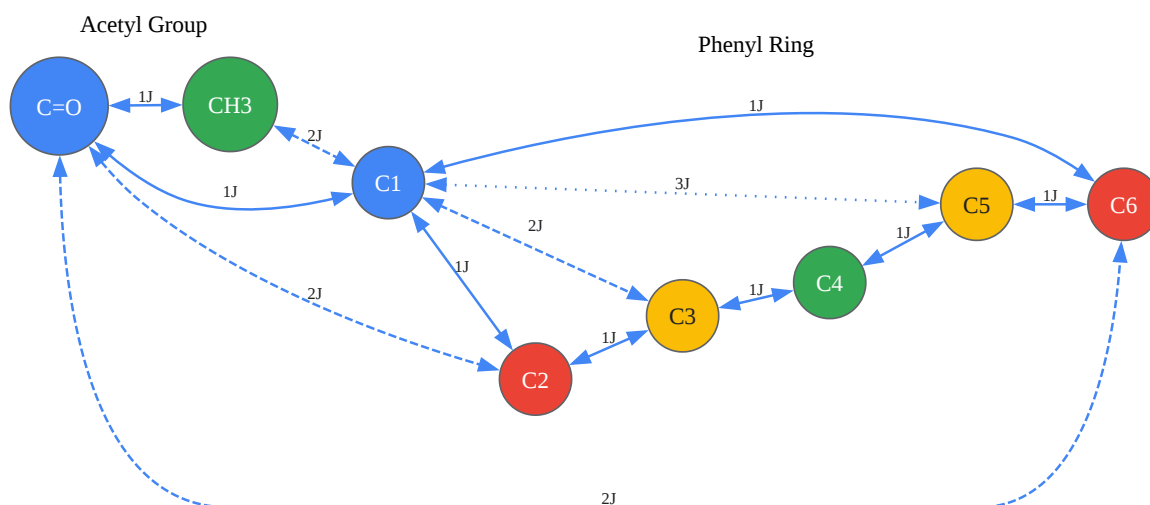 Acetyl Group
Phenyl Ring
C=O
1J
CH3
2J
C1
1J
1J
3J
C5
1J
C6
2J
1J
1J
C4
2J
1J
C3
1J
C2
2J